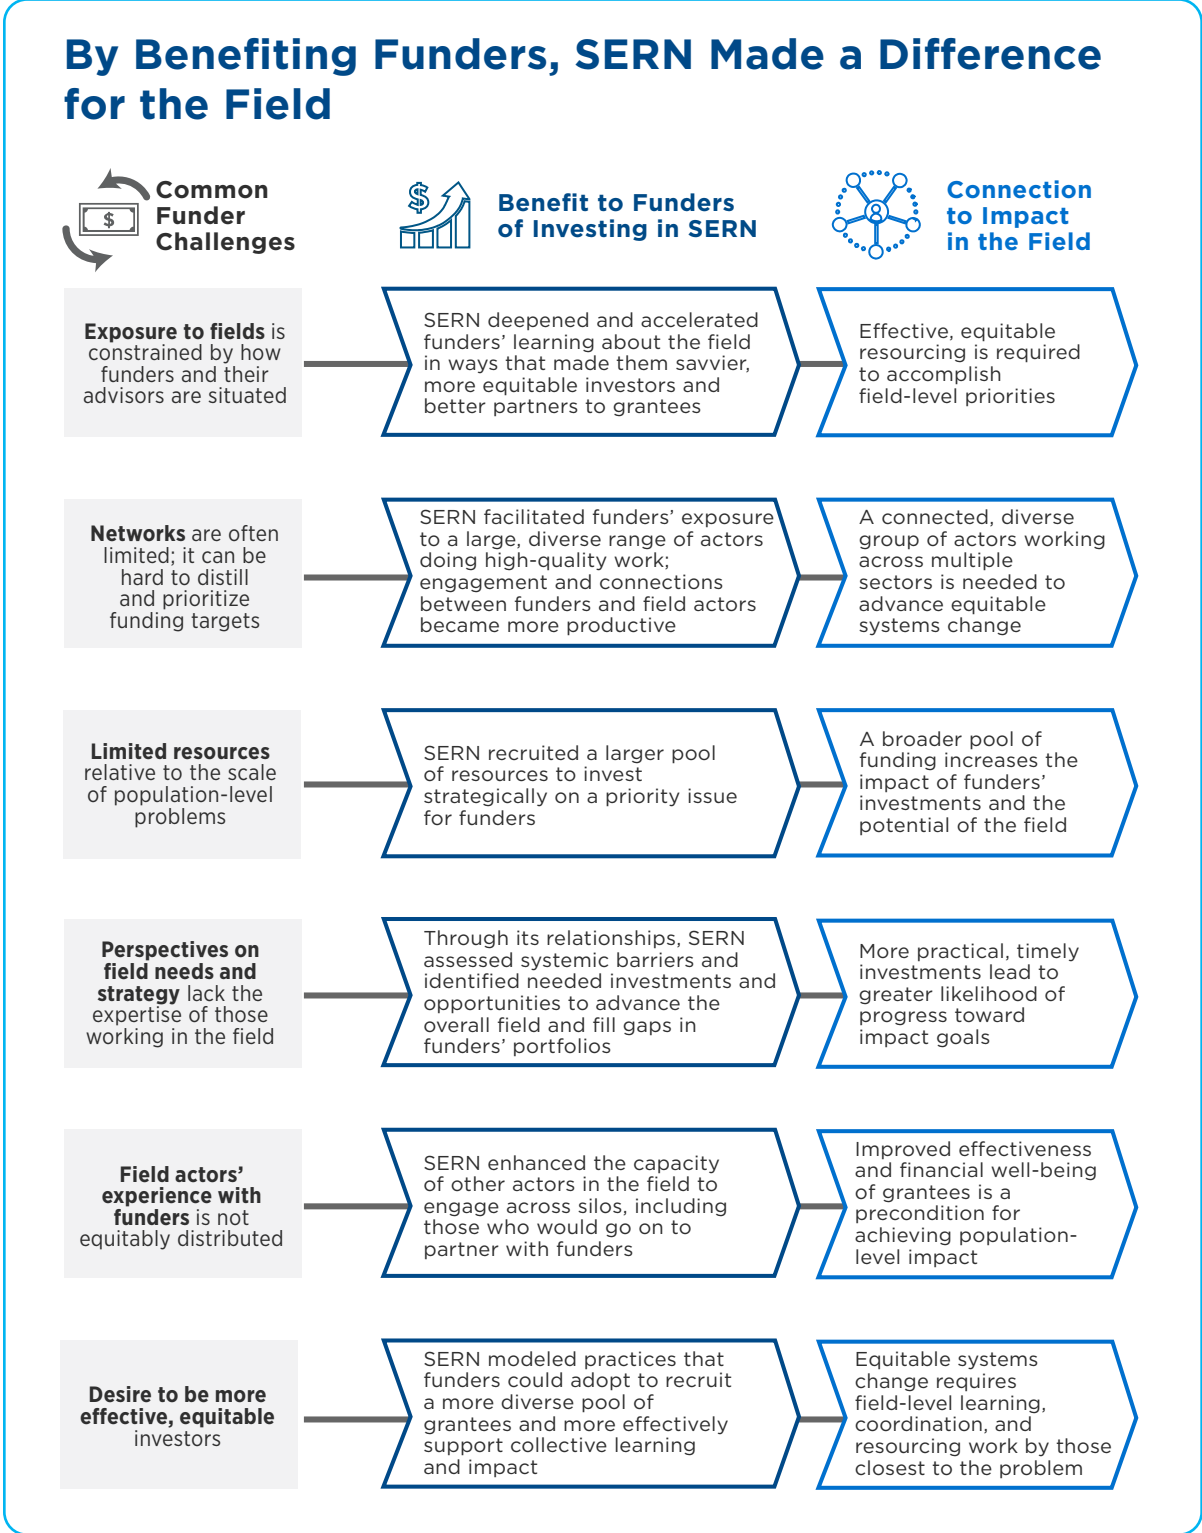 By Benefiting Funders, SERN Made a Difference
for the Field
Common
Funder
Challenges
$
$
Benefit to Funders
of Investing in SERN
Connection
to Impact
in the Field
Exposure to fields is
constrained by how
funders and their
advisors are situated
SERN deepened and accelerated
funders’ learning about the field
in ways that made them savvier,
more equitable investors and
better partners to grantees
Effective, equitable
resourcing is required
to accomplish
field-level priorities
Networks are often
limited; it can be
hard to distill
and prioritize
funding targets
SERN facilitated funders’ exposure
to a large, diverse range of actors
doing high-quality work;
engagement and connections
between funders and field actors
became more productive
A connected, diverse
group of actors working
across multiple
sectors is needed to
advance equitable
systems change
Limited resources
relative to the scale
of population-level
problems
SERN recruited a larger pool
of resources to invest
strategically on a priority issue
for funders
A broader pool of
funding increases the
impact of funders’
investments and the
potential of the field
Perspectives on
field needs and
strategy lack the
expertise of those
working in the field
Through its relationships, SERN
assessed systemic barriers and
identified needed investments and
opportunities to advance the
overall field and fill gaps in
funders’ portfolios
More practical, timely
investments lead to
greater likelihood of
progress toward
impact goals
Field actors’
experience with
funders is not
equitably distributed
SERN enhanced the capacity
of other actors in the field to
engage across silos, including
those who would go on to
partner with funders
Improved effectiveness
and financial well-being
of grantees is a
precondition for
achieving population-
level impact
Desire to be more
effective, equitable
investors
SERN modeled practices that
funders could adopt to recruit
a more diverse pool of
grantees and more effectively
support collective learning
and impact
Equitable systems
change requires
field-level learning,
coordination, and
resourcing work by those
closest to the problem